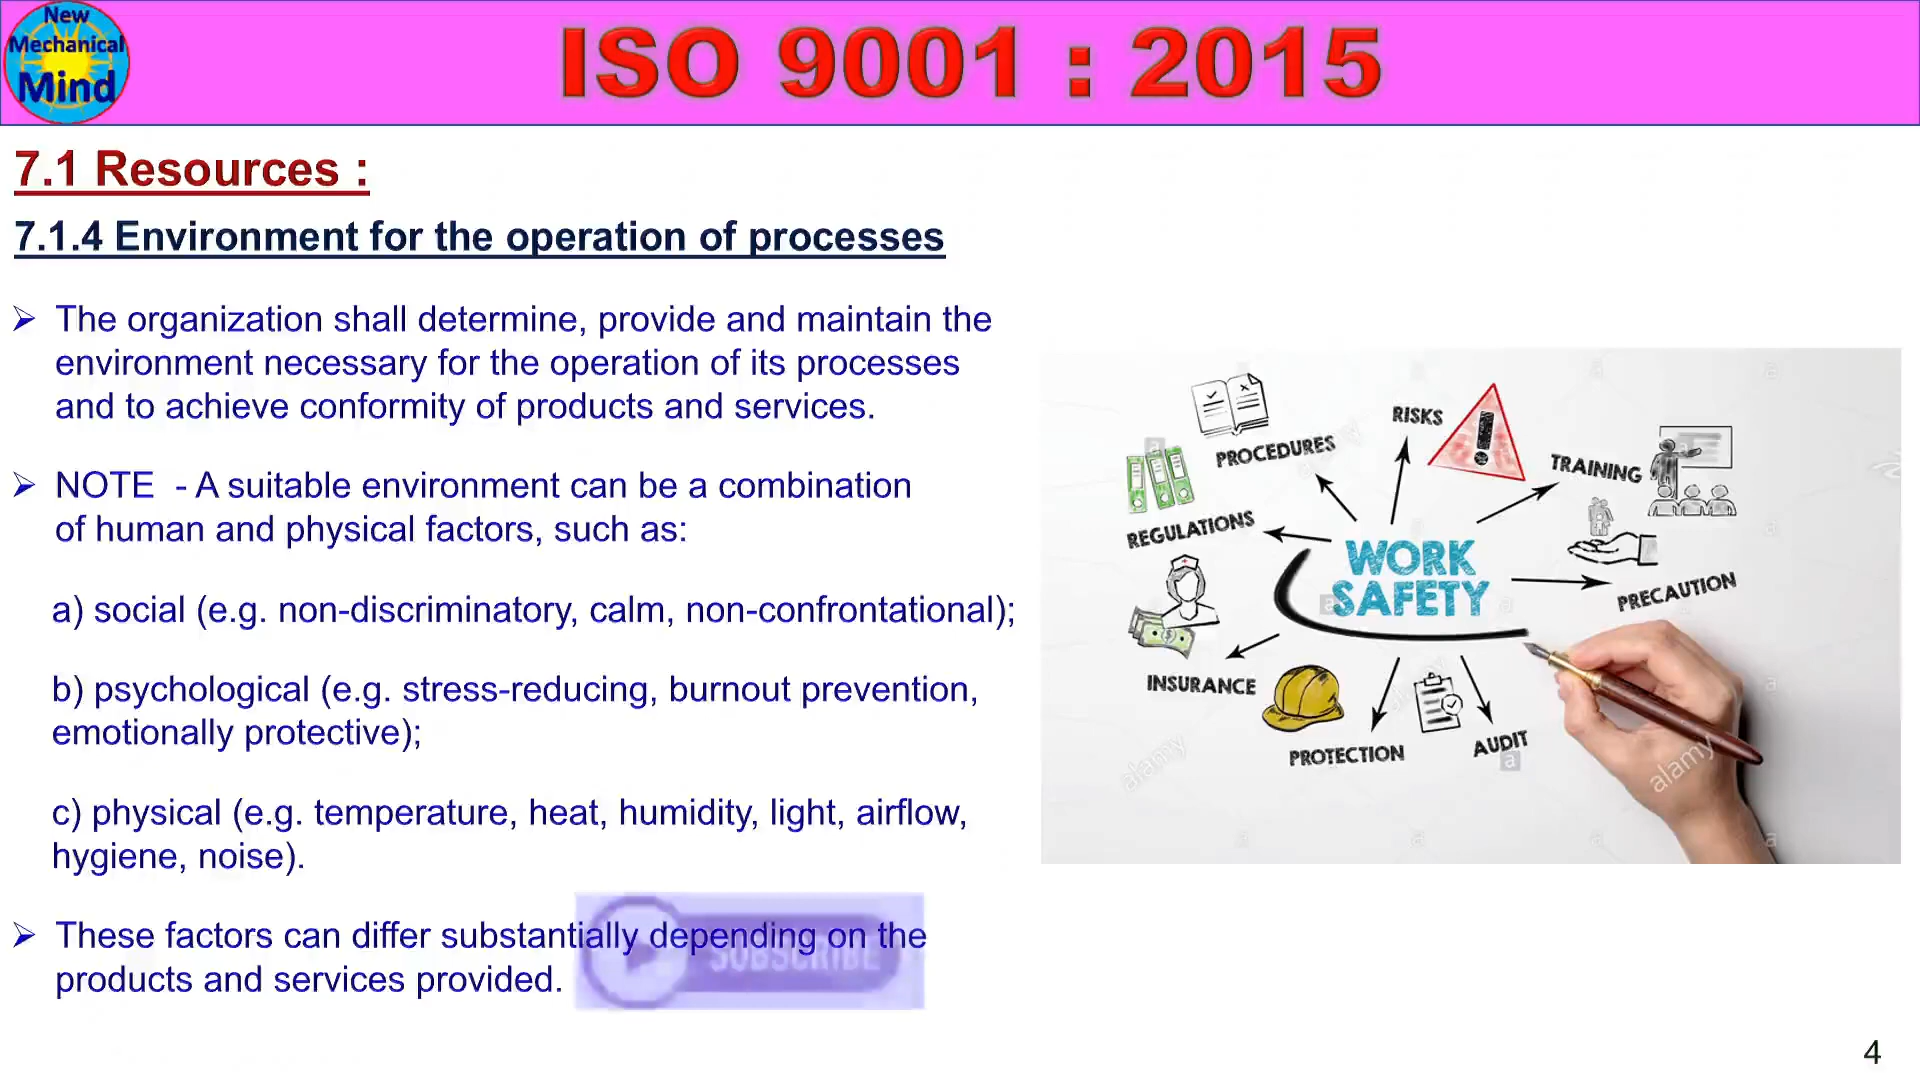 New
Mechanical
Mind
ISO 9001 : 2015
7.1 Resources :
7.1.4 Environment for the operation of processes
➢ The organization shall determine, provide and maintain the
environment necessary for the operation of its processes
and to achieve conformity of products and services.
➢ NOTE - A suitable environment can be a combination
of human and physical factors, such as:
a) social (e.g. non-discriminatory, calm, non-confrontational);
b) psychological (e.g. stress-reducing, burnout prevention,
emotionally protective);
c) physical (e.g. temperature, heat, humidity, light, airflow,
hygiene, noise).
➢ These factors can differ substantially depending on the
products and services provided.
SUBSCRIBE
RISKS
PROCEDURES
TRAINING
REGULATIONS
WORK
SAFETY
PRECAUTION
INSURANCE
PROTECTION
AUDIT
alamy
alamy
alamy
4